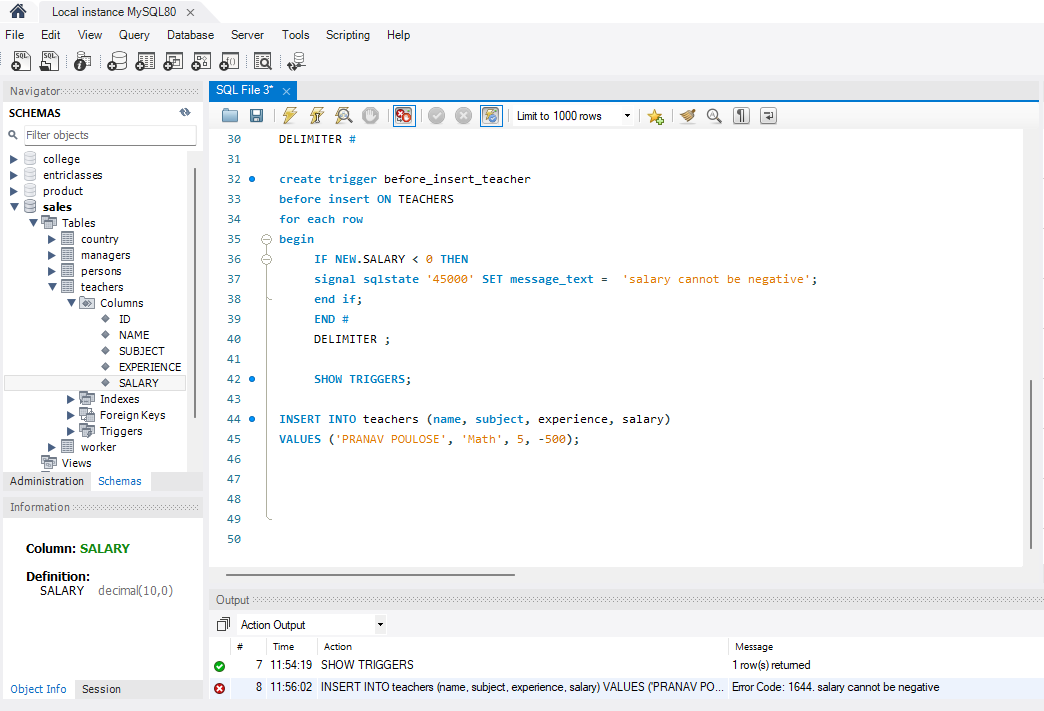 Local instance MySQL80
File Edit View Query Database Server Tools Scripting Help
Navigator
SCHEMAS
Filter objects
college
entriclasses
product
sales
Tables
country
managers
persons
teachers
Columns
ID
NAME
SUBJECT
EXPERIENCE
SALARY
Indexes
Foreign Keys
Triggers
worker
Views
Administration Schemas
Information
Column: SALARY
Definition:
SALARY decimal(10,0)
Object Info Session
SQL File 3*
Limit to 1000 rows
30 DELIMITER #
31
32 create trigger before_insert_teacher
33 before insert ON TEACHERS
34 for each row
35 begin
36 IF NEW.SALARY < 0 THEN
37 signal sqlstate '45000' SET message_text = 'salary cannot be negative';
38 end if;
39 END #
40 DELIMITER ;
41
42 SHOW TRIGGERS;
43
44 INSERT INTO teachers (name, subject, experience, salary)
45 VALUES ('PRANAV POULOSE', 'Math', 5, -500);
46
47
48
49
50
Output
Action Output
# Time Action Message
7 11:54:19 SHOW TRIGGERS 1 row(s) returned
8 11:56:02 INSERT INTO teachers (name, subject, experience, salary) VALUES ('PRANAV PO... Error Code: 1644. salary cannot be negative